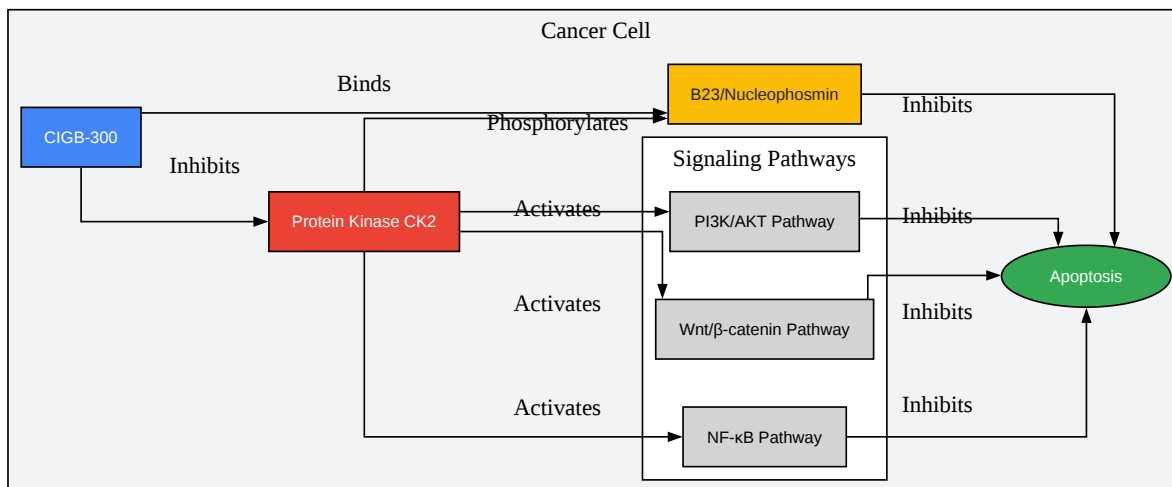 Cancer Cell
Binds
B23/Nucleophosmin
Inhibits
CIGB-300
Phosphorylates
Inhibits
Signaling Pathways
Protein Kinase CK2
Activates
PI3K/AKT Pathway
Inhibits
Apoptosis
Activates
Wnt/β-catenin Pathway
Inhibits
Activates
NF-κB Pathway
Inhibits